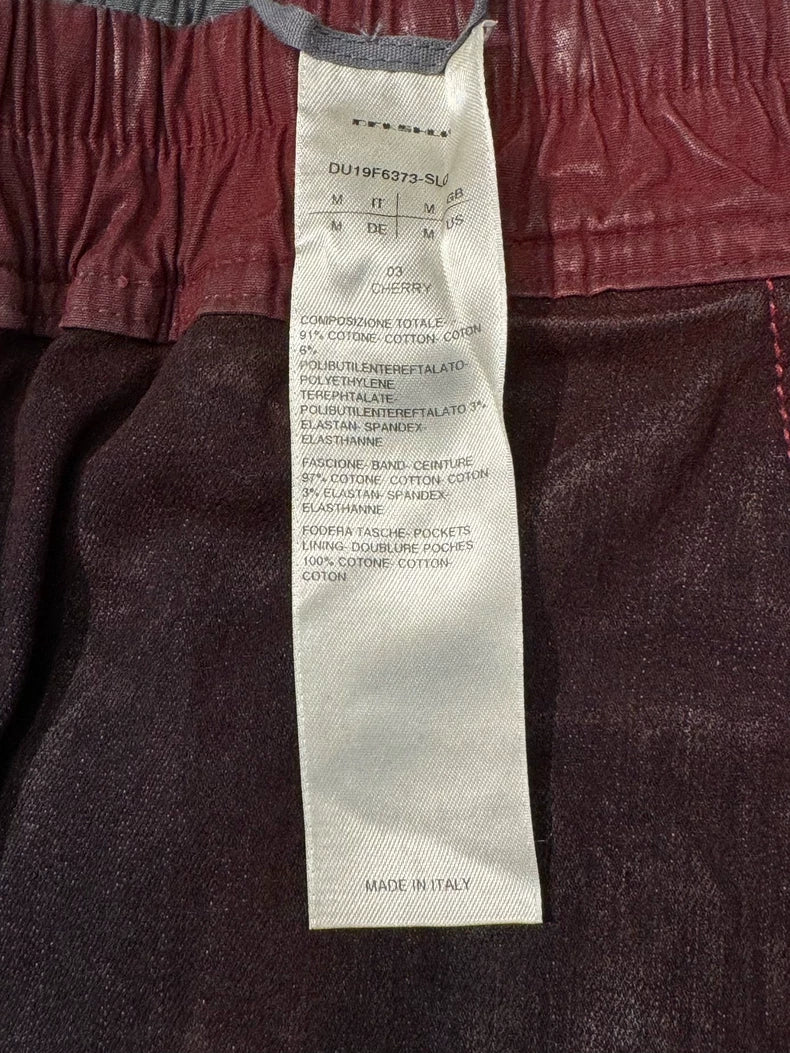 DRKSHDW
DU19F6373-SLQ
M IT M GB
M DE M US
03
CHERRY
COMPOSIZIONE TOTALE-
91% COTONE- COTTON- COTON
6%
POLIBUTILENTEREFTALATO-
POLYETHYLENE
TEREPHTALATE-
POLIBUTILENTEREFTALATO 3%
ELASTAN- SPANDEX-
ELASTHANNE
FASCIONE- BAND- CEINTURE
97% COTONE- COTTON- COTON
3% ELASTAN- SPANDEX-
ELASTHANNE
FODERA TASCHE- POCKETS
LINING- DOUBLURE POCHES
100% COTONE- COTTON-
COTON
MADE IN ITALY